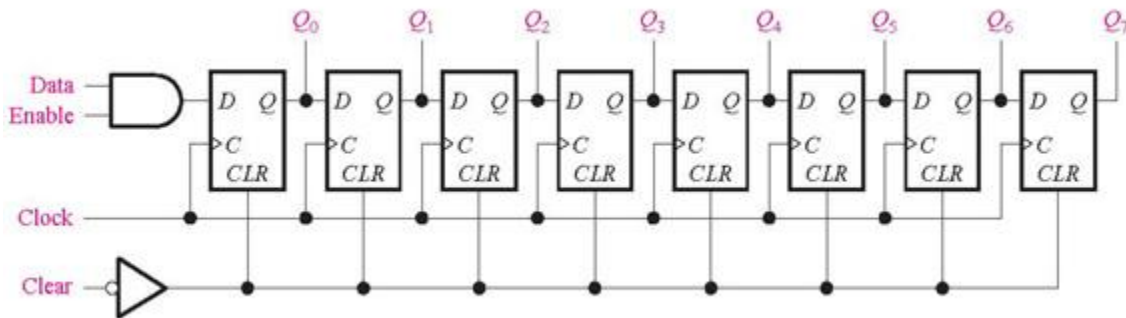 Q0 Q1 Q2 Q3 Q4 Q5 Q6 Q7
Data
Enable
D Q D Q D Q D Q D Q D Q D Q D Q
C C C C C C C C
CLR CLR CLR CLR CLR CLR CLR CLR
Clock
Clear